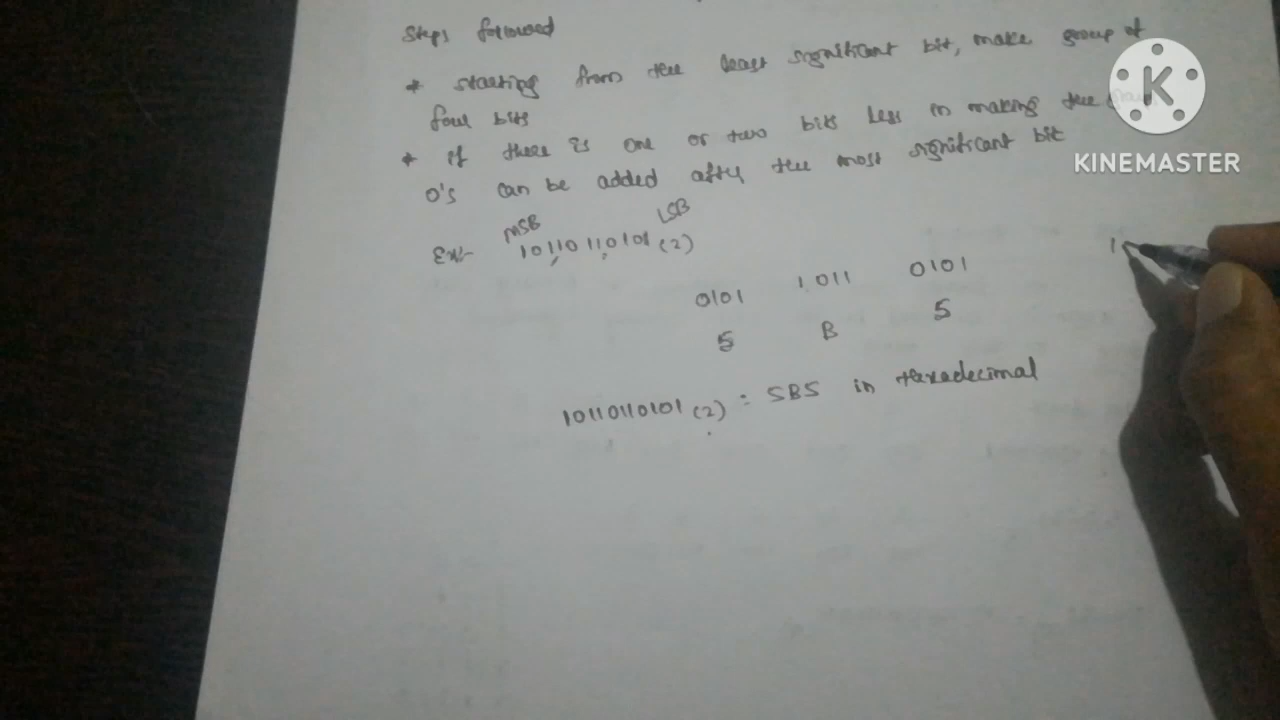 Steps followed
* starting from the least significant bit, make group of
four bits
* if there is one or two bits less in making the
0's can be added after the most significant bit
MSB LSB
Ex:- 10110110101 (2)
0101 1011 0101
5 B 5
10110110101 (2) = 5B5 in Hexadecimal
1
K
KINEMASTER